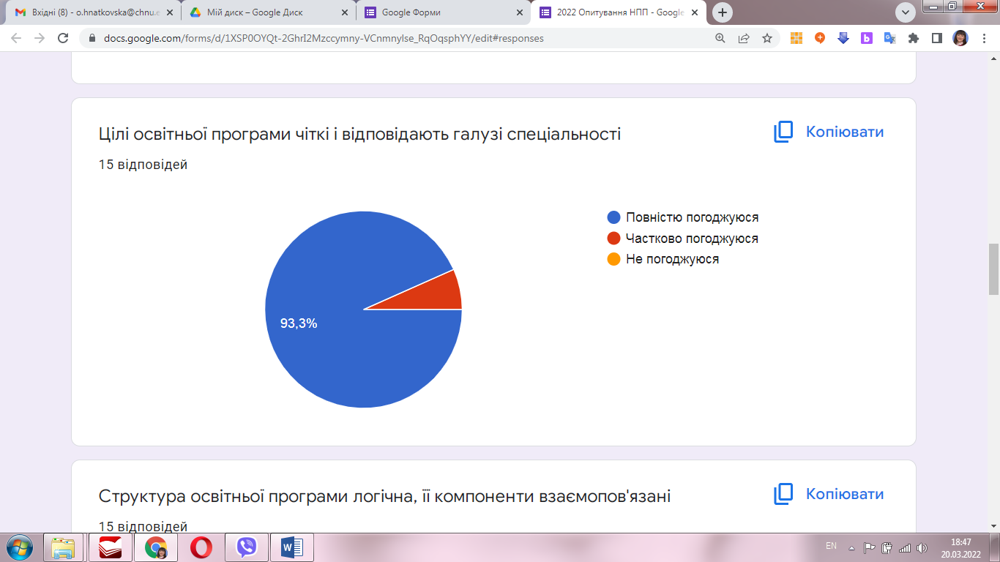 Вхідні (8) - o.hnatkovska@chnu.e
Мій диск – Google Диск
Google Форми
2022 Опитування НПП - Google
docs.google.com/forms/d/1XSP0OYQt-2GhrI2Mzccymny-VCnmnylse_RqOqsphYY/edit#responses
Цілі освітньої програми чіткі і відповідають галузі спеціальності
Копіювати
15 відповідей
Повністю погоджуюся
Частково погоджуюся
Не погоджуюся
93,3%
Структура освітньої програми логічна, її компоненти взаємопов'язані
Копіювати
15 відповідей
EN
18:47
20.03.2022